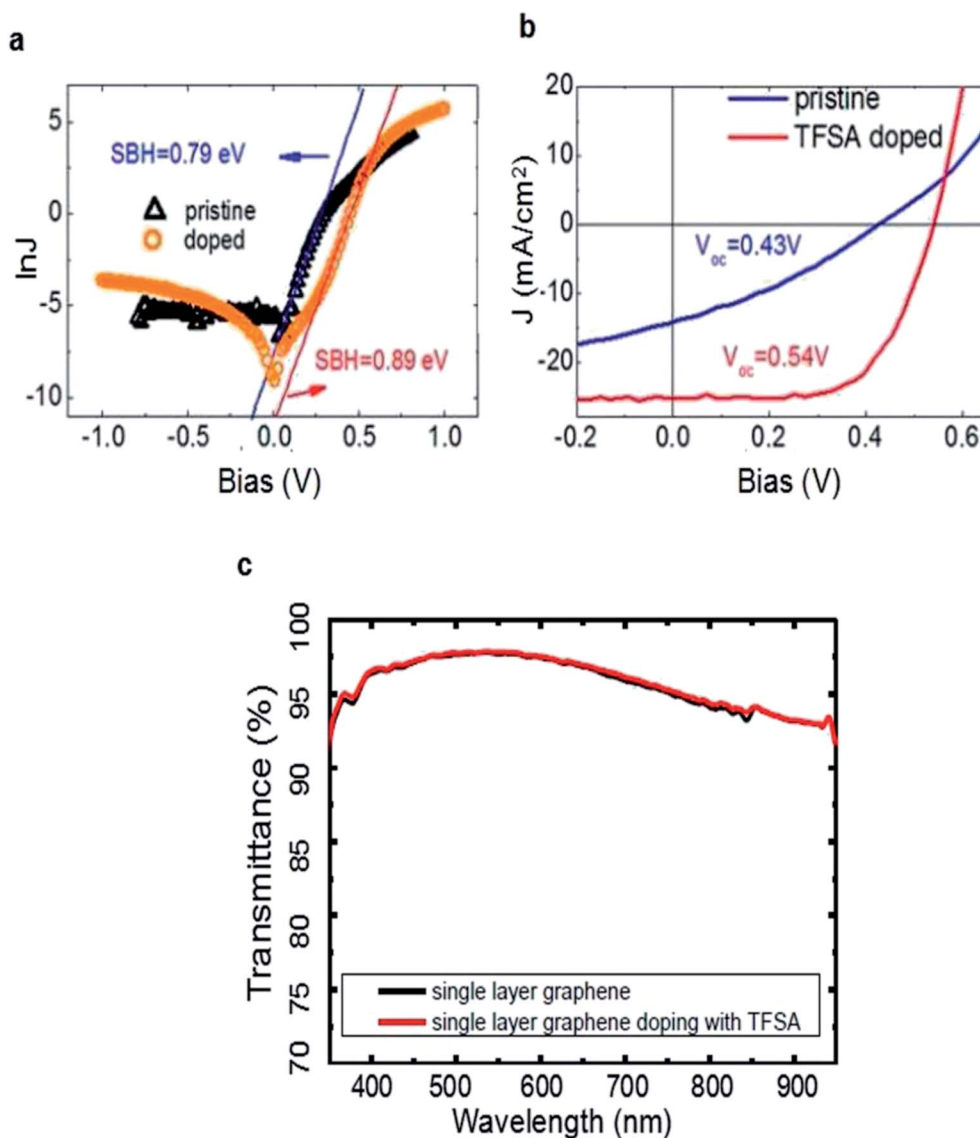 a
lnJ
5
0
-5
-10
SBH=0.79 eV
pristine
doped
SBH=0.89 eV
-1.0 -0.5 0.0 0.5 1.0
Bias (V)
b
J (mA/cm²)
20
10
0
-10
-20
pristine
TFSA doped
Voc=0.43V
Voc=0.54V
-0.2 0.0 0.2 0.4 0.6
Bias (V)
c
Transmittance (%)
100
95
90
85
80
75
70
single layer graphene
single layer graphene doping with TFSA
400 500 600 700 800 900
Wavelength (nm)